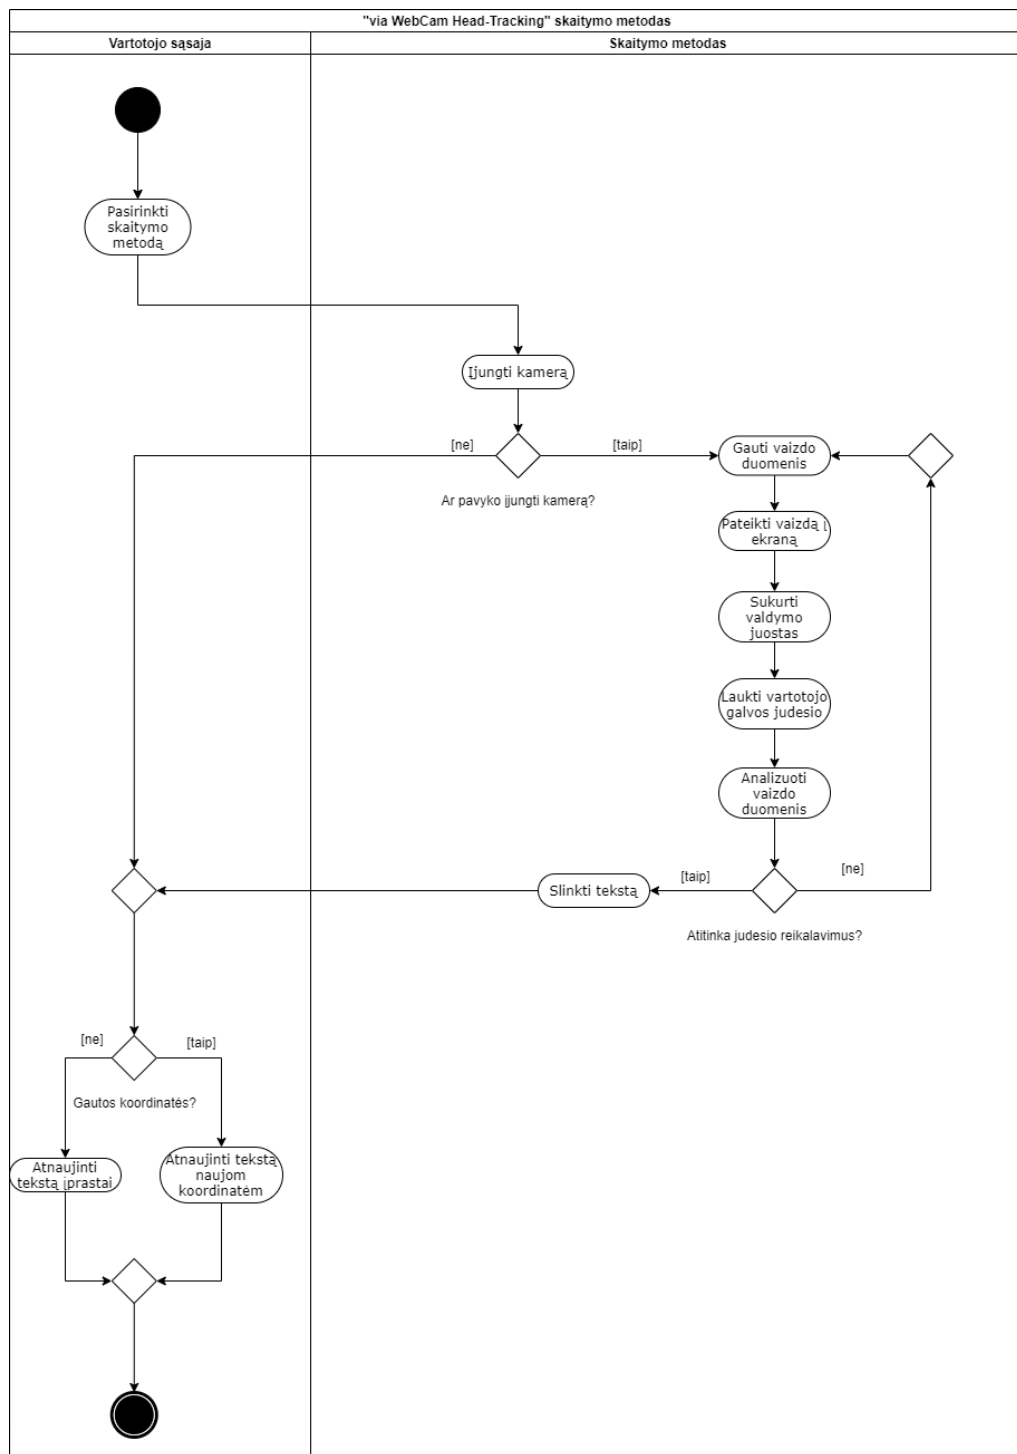 "via WebCam Head-Tracking" skaitymo metodas
Vartotojo sąsaja
Skaitymo metodas
Pasirinkti
skaitymo
metodą
Įjungti kamerą
[ne]
[taip]
Ar pavyko įjungti kamerą?
Gauti vaizdo
duomenis
Pateikti vaizdą į
ekraną
Sukurti
valdymo
juostas
Laukti vartotojo
galvos judesio
Analizuoti
vaizdo
duomenis
[ne]
[taip]
Slinkti tekstą
Atitinka judesio reikalavimus?
[ne]
[taip]
Gautos koordinatės?
Atnaujinti
tekstą įprastai
Atnaujinti tekstą
naujom
koordinatėm